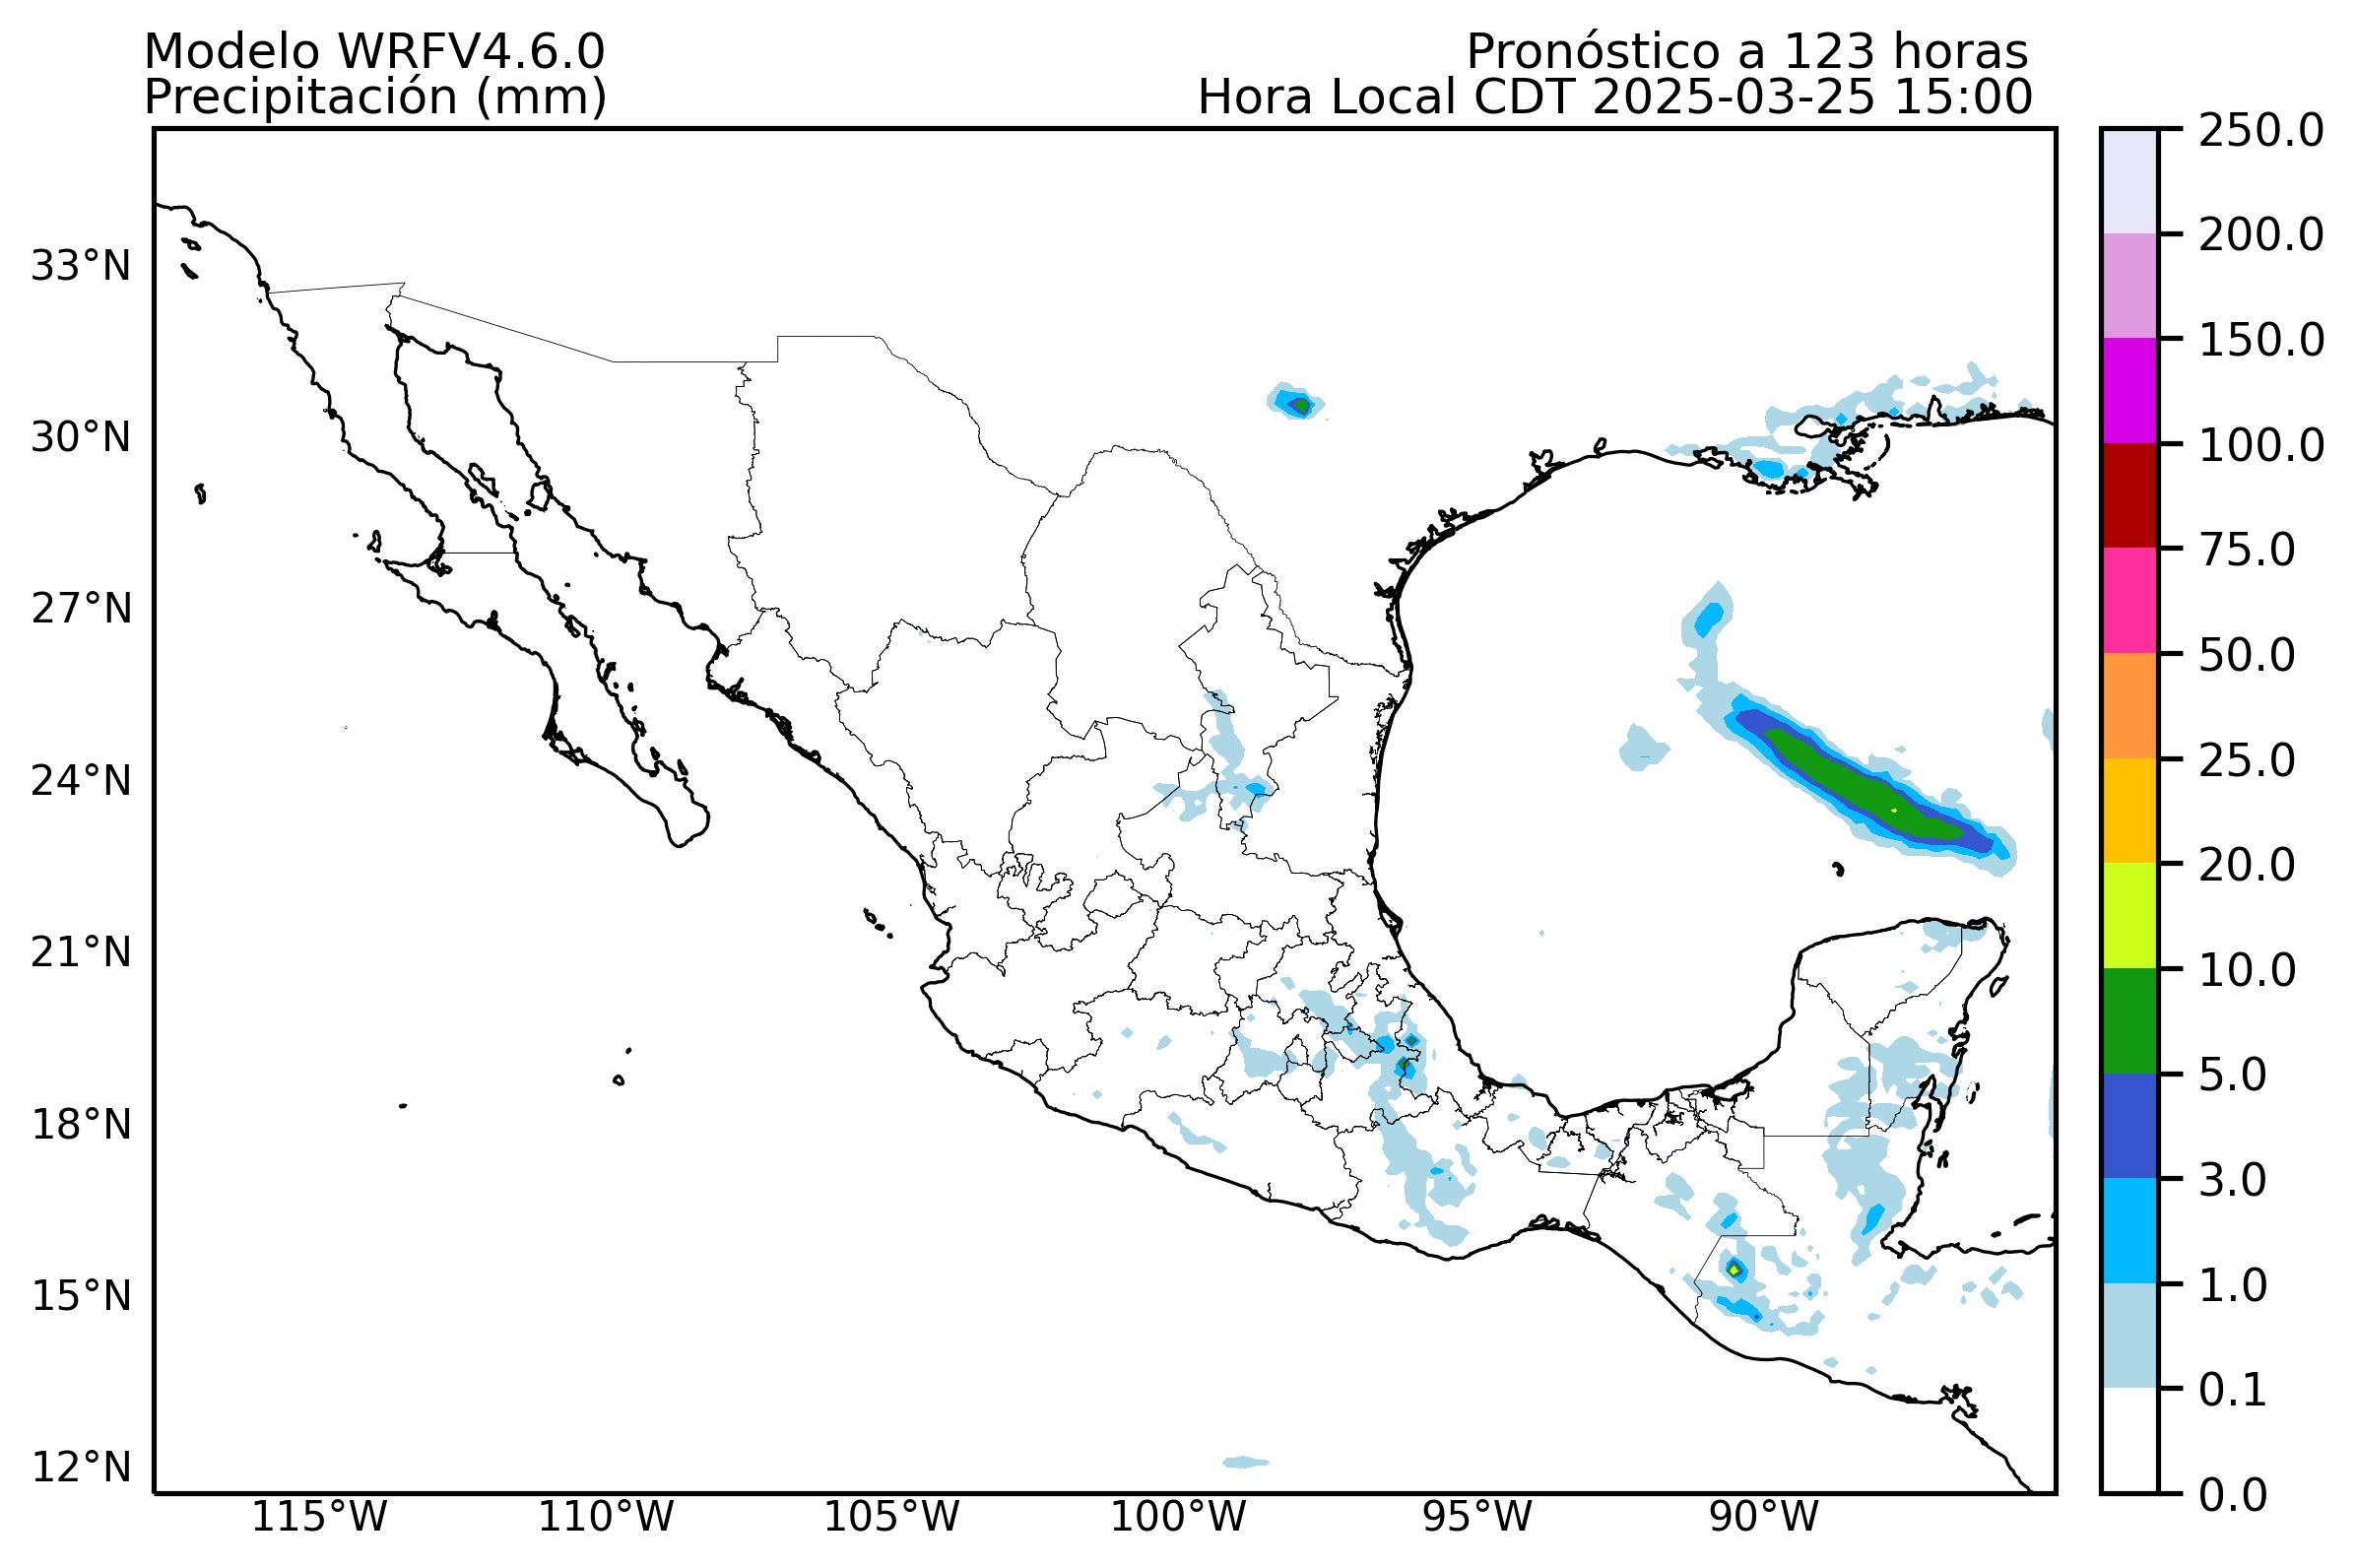 Modelo WRFV4.6.0
Pronóstico a 123 horas
Precipitación (mm)
Hora Local CDT 2025-03-25 15:00
33°N
30°N
27°N
24°N
21°N
18°N
15°N
12°N
115°W
110°W
105°W
100°W
95°W
90°W
250.0
200.0
150.0
100.0
75.0
50.0
25.0
20.0
10.0
5.0
3.0
1.0
0.1
0.0